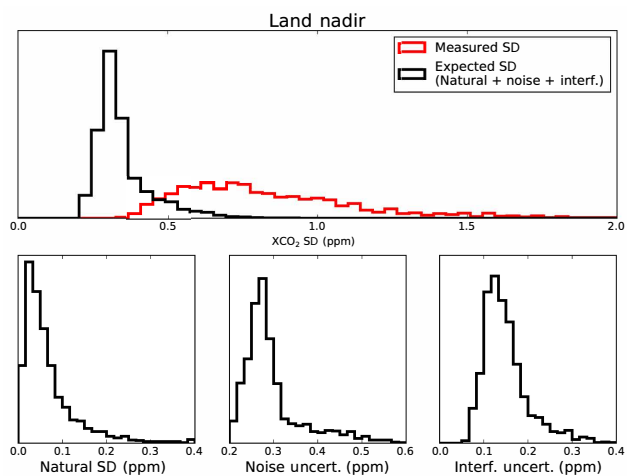 Land nadir
Measured SD
Expected SD
(Natural + noise + interf.)
0.0 0.5 1.0 1.5 2.0
XCO₂ SD (ppm)
0.0 0.1 0.2 0.3 0.4
Natural SD (ppm)
0.2 0.3 0.4 0.5 0.6
Noise uncert. (ppm)
0.0 0.1 0.2 0.3 0.4
Interf. uncert. (ppm)